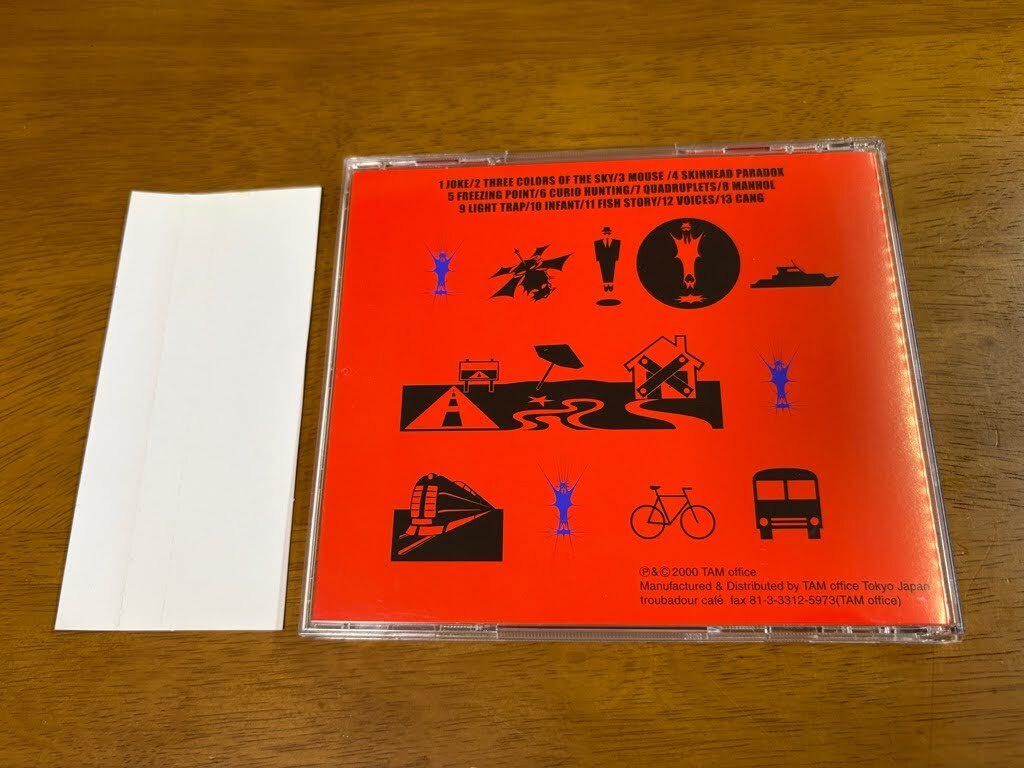 1 JOKE/2 THREE COLORS OF THE SKY/3 MOUSE /4 SKINHEAD PARADOX
5 FREEZING POINT/6 CURIO HUNTING/7 QUADRUPLETS/8 MANHOL
9 LIGHT TRAP/10 INFANT/11 FISH STORY/12 VOICES/13 CANG
℗&©2000 TAM office
Manufactured & Distributed by TAM office Tokyo Japan
troubadour café fax 81-3-3312-5973(TAM office)